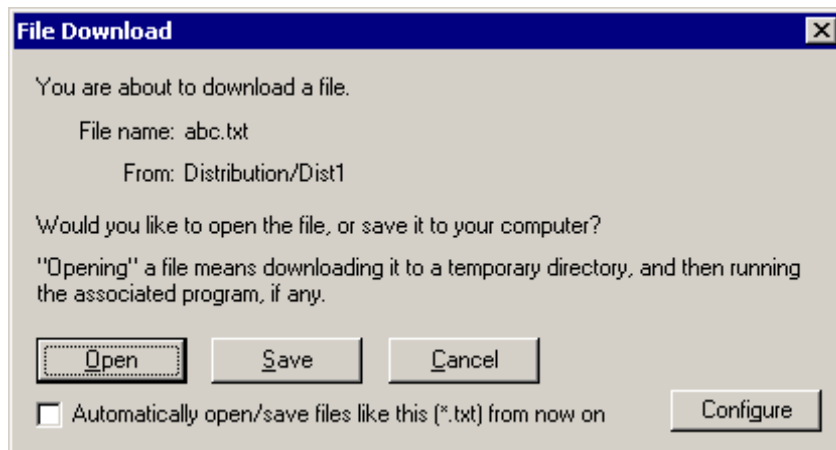 File Download
You are about to download a file.
File name: abc.txt
From: Distribution/Dist1
Would you like to open the file, or save it to your computer?
"Opening" a file means downloading it to a temporary directory, and then running
the associated program, if any.
Open Save Cancel
Automatically open/save files like this (*.txt) from now on
Configure